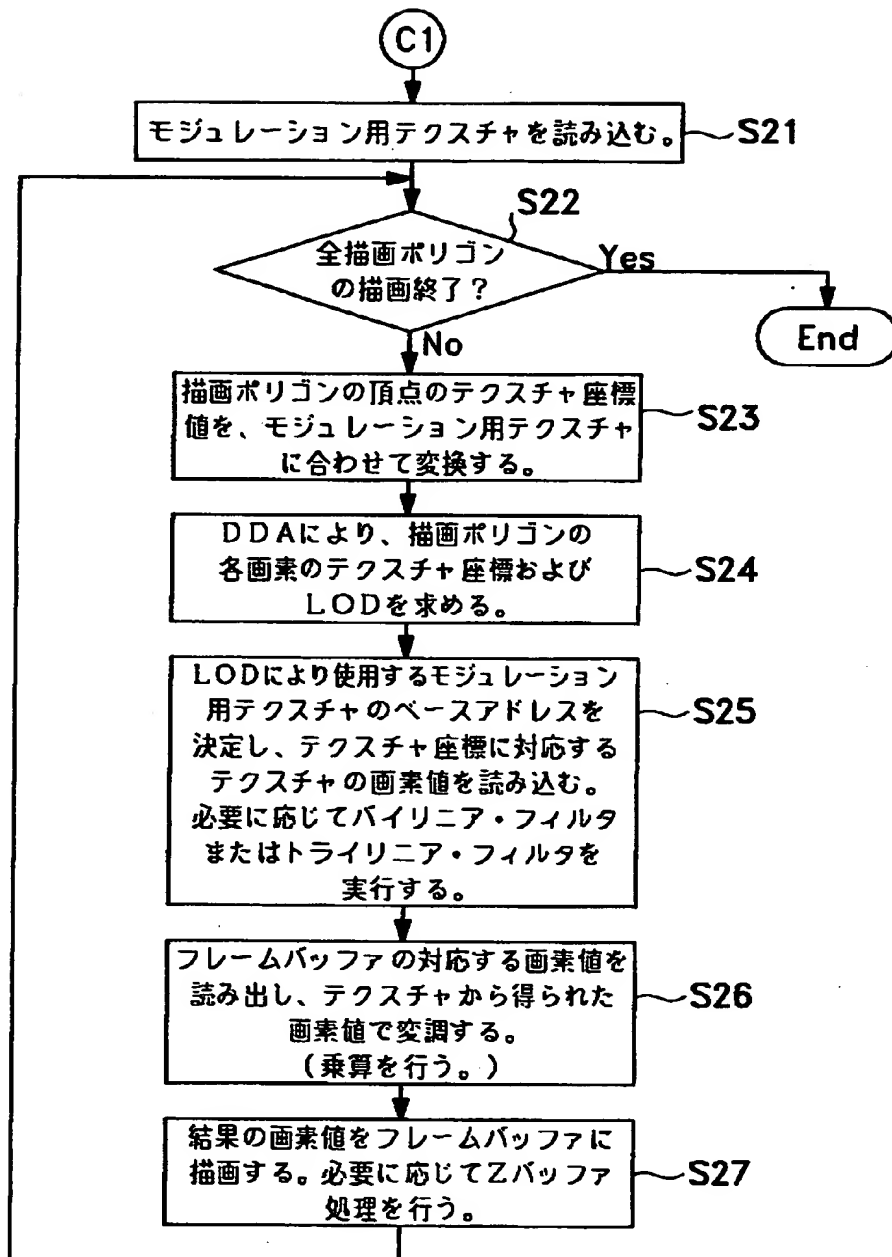 C1
モジュレーション用テクスチャを読み込む。
S21
S22
全描画ポリゴン
の描画終了?
Yes
End
No
描画ポリゴンの頂点のテクスチャ座標
値を、モジュレーション用テクスチャ
に合わせて変換する。
S23
DDAにより、描画ポリゴンの
各画素のテクスチャ座標および
LODを求める。
S24
LODにより使用するモジュレーション
用テクスチャのベースアドレスを
決定し、テクスチャ座標に対応する
テクスチャの画素値を読み込む。
必要に応じてバイリニア・フィルタ
またはトライリニア・フィルタを
実行する。
S25
フレームバッファの対応する画素値を
読み出し、テクスチャから得られた
画素値で変調する。
(乗算を行う。)
S26
結果の画素値をフレームバッファに
描画する。必要に応じてZバッファ
処理を行う。
S27